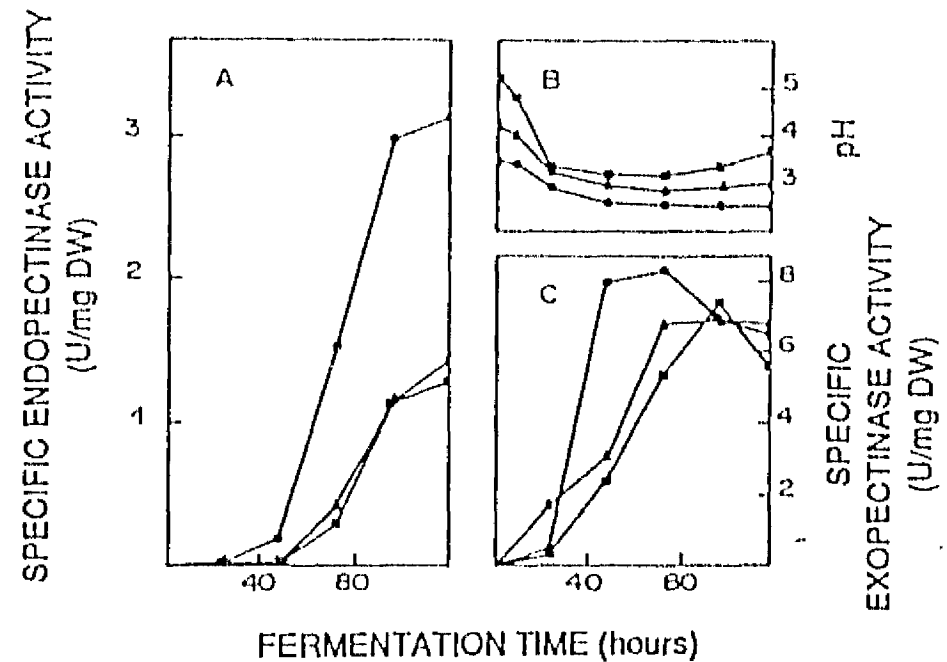 SPECIFIC ENDOPECTINASE ACTIVITY
(U/mg DW)
3
2
1
A
40
80
B
5
4
3
pH
C
8
6
4
2
40
80
SPECIFIC
EXOPECTINASE ACTIVITY
(U/mg DW)
FERMENTATION TIME (hours)